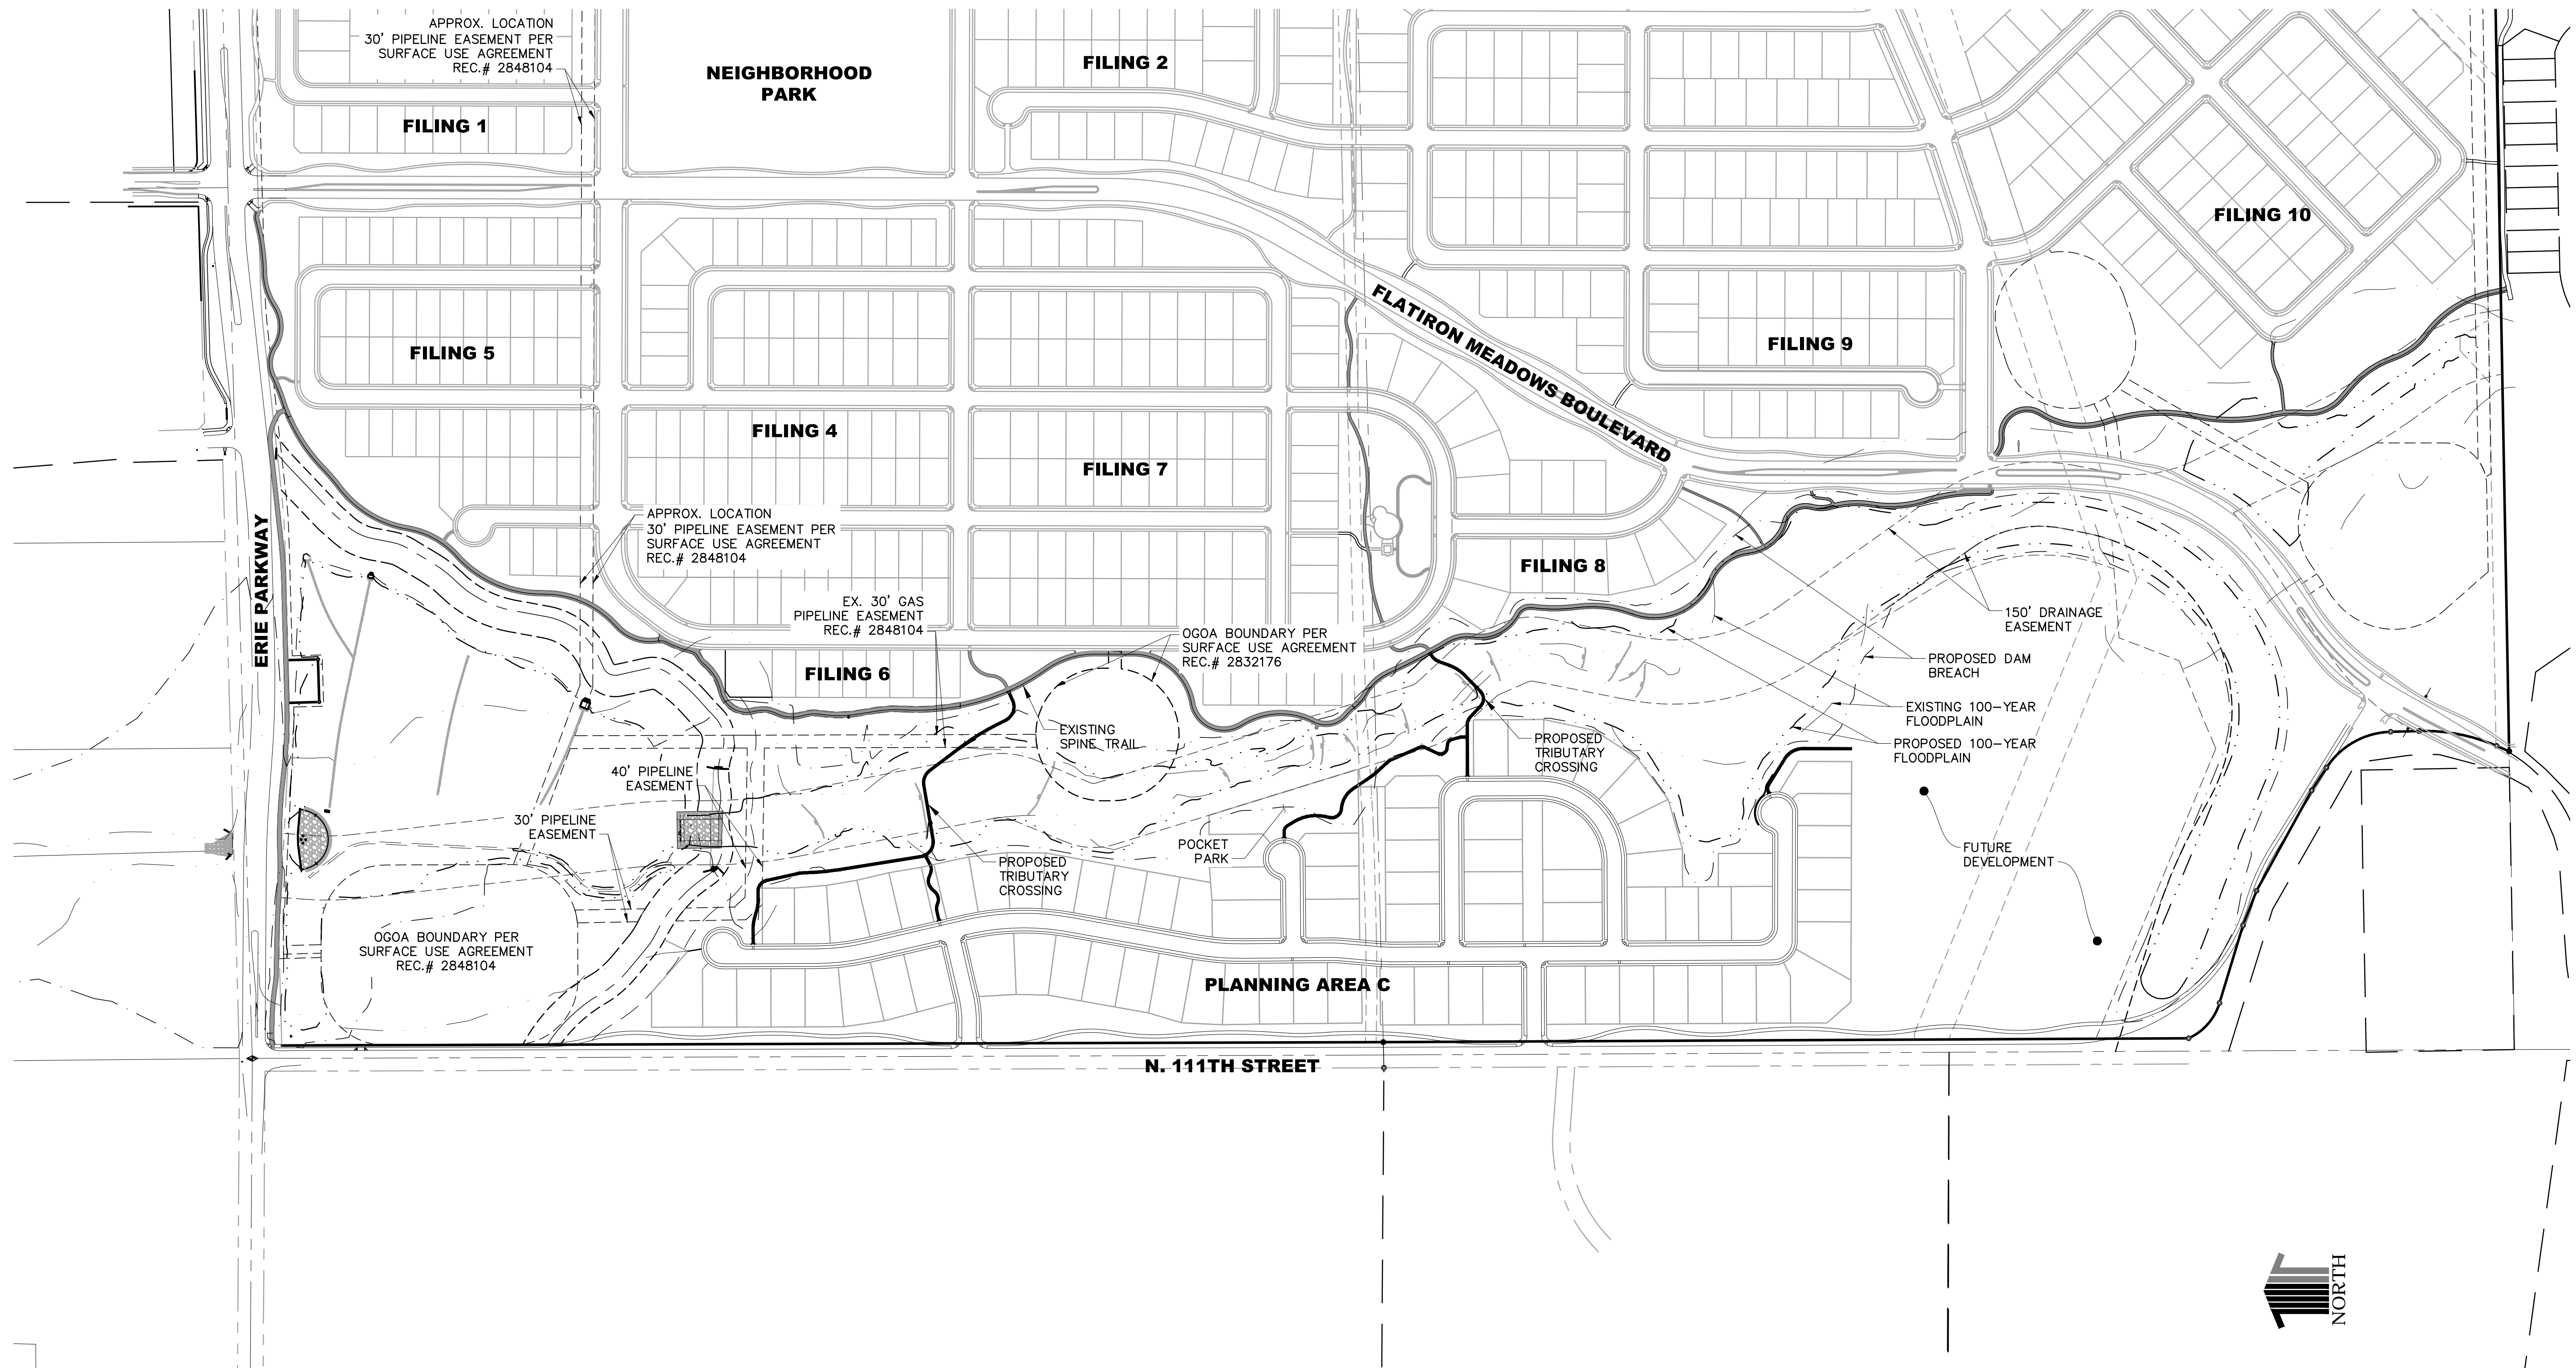 APPROX. LOCATION
30' PIPELINE EASEMENT PER
SURFACE USE AGREEMENT
REC.# 2848104
NEIGHBORHOOD
PARK
FILING 2
FILING 1
FILING 10
FLATIRON MEADOWS BOULEVARD
FILING 9
FILING 5
FILING 4
FILING 7
APPROX. LOCATION
30' PIPELINE EASEMENT PER
SURFACE USE AGREEMENT
REC.# 2848104
ERIE PARKWAY
FILING 8
EX. 30' GAS
PIPELINE EASEMENT
REC.# 2848104
OGOA BOUNDARY PER
SURFACE USE AGREEMENT
REC.# 2832176
150' DRAINAGE
EASEMENT
PROPOSED DAM
BREACH
FILING 6
EXISTING
SPINE TRAIL
EXISTING 100-YEAR
FLOODPLAIN
PROPOSED
TRIBUTARY
CROSSING
PROPOSED 100-YEAR
FLOODPLAIN
40' PIPELINE
EASEMENT
30' PIPELINE
EASEMENT
POCKET
PARK
PROPOSED
TRIBUTARY
CROSSING
FUTURE
DEVELOPMENT
OGOA BOUNDARY PER
SURFACE USE AGREEMENT
REC.# 2848104
PLANNING AREA C
N. 111TH STREET
NORTH